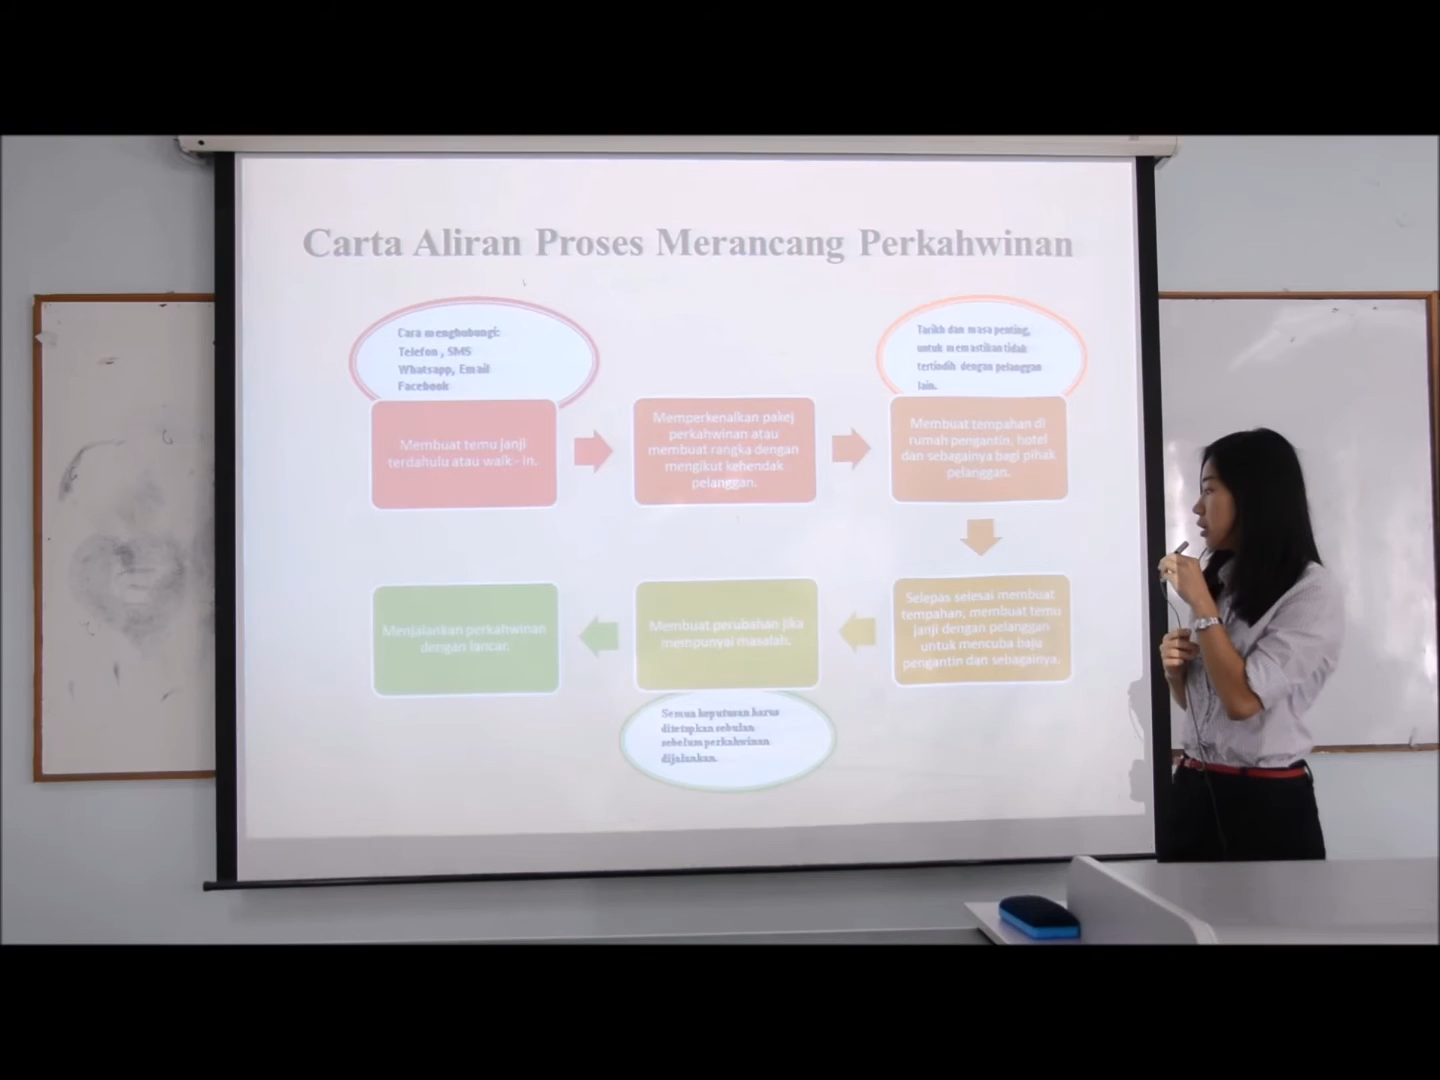 Carta Aliran Proses Merancang Perkahwinan
Cara menghubungi:
Telefon , SMS
Whatsapp, Email
Facebook
Tarikh dan masa penting,
untuk memastikan tidak
tertindih dengan pelanggan
lain.
Membuat temu janji
terdahulu atau walk - in.
Memperkenalkan pakej
perkahwinan atau
membuat rangka dengan
mengikut kehendak
pelanggan.
Membuat tempahan di
rumah pengantin, hotel
dan sebagainya bagi pihak
pelanggan.
Selepas selesai membuat
tempahan, membuat temu
janji dengan pelanggan
untuk mencuba baju
pengantin dan sebagainya.
Membuat perubahan jika
mempunyai masalah.
Menjalankan perkahwinan
dengan lancar.
Semua keputusan harus
ditetapkan sebulan
sebelum perkahwinan
dijalankan.